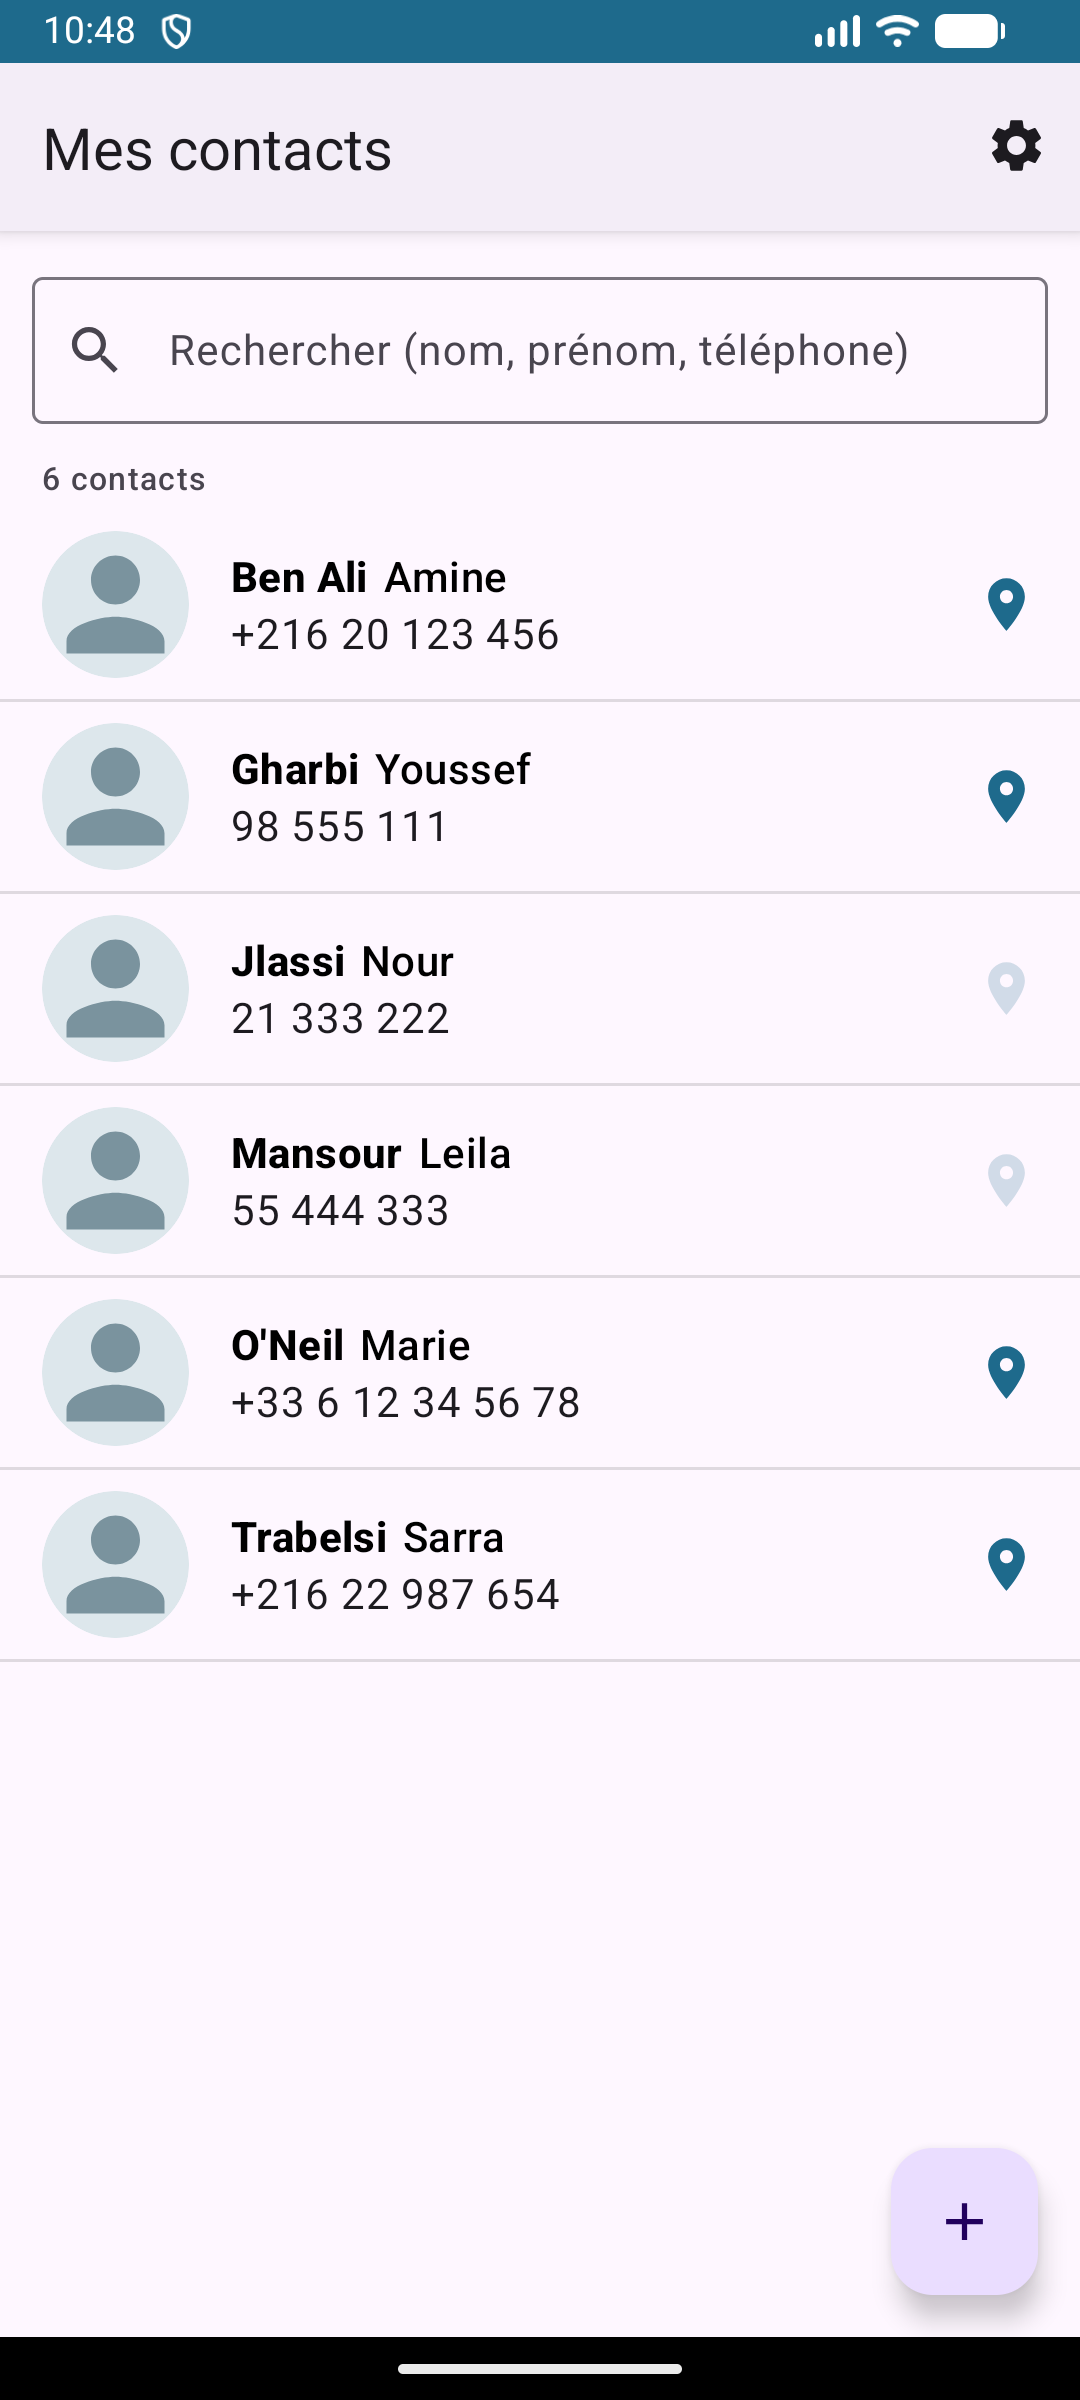 10:48
Mes contacts
Rechercher (nom, prénom, téléphone)
6 contacts
Ben Ali Amine
+216 20 123 456
Gharbi Youssef
98 555 111
Jlassi Nour
21 333 222
Mansour Leila
55 444 333
O'Neil Marie
+33 6 12 34 56 78
Trabelsi Sarra
+216 22 987 654